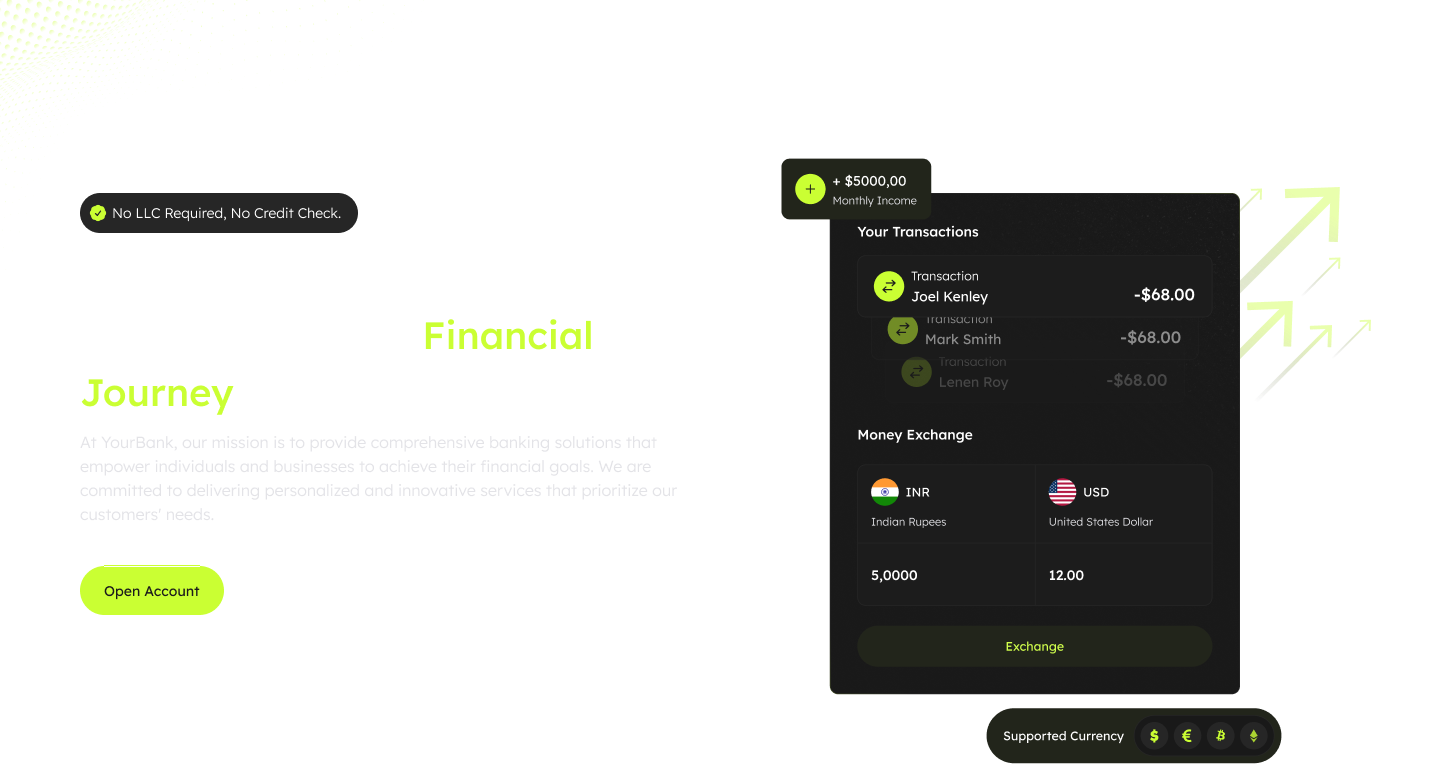 No LLC Required, No Credit Check.
Financial
Journey
At YourBank, our mission is to provide comprehensive banking solutions that
empower individuals and businesses to achieve their financial goals. We are
committed to delivering personalized and innovative services that prioritize our
customers' needs.
Open Account
+ $5000,00
Monthly Income
Your Transactions
Transaction
Joel Kenley
-$68.00
Transaction
Mark Smith
-$68.00
Transaction
Lenen Roy
-$68.00
Money Exchange
INR
Indian Rupees
USD
United States Dollar
5,0000
12.00
Exchange
Supported Currency